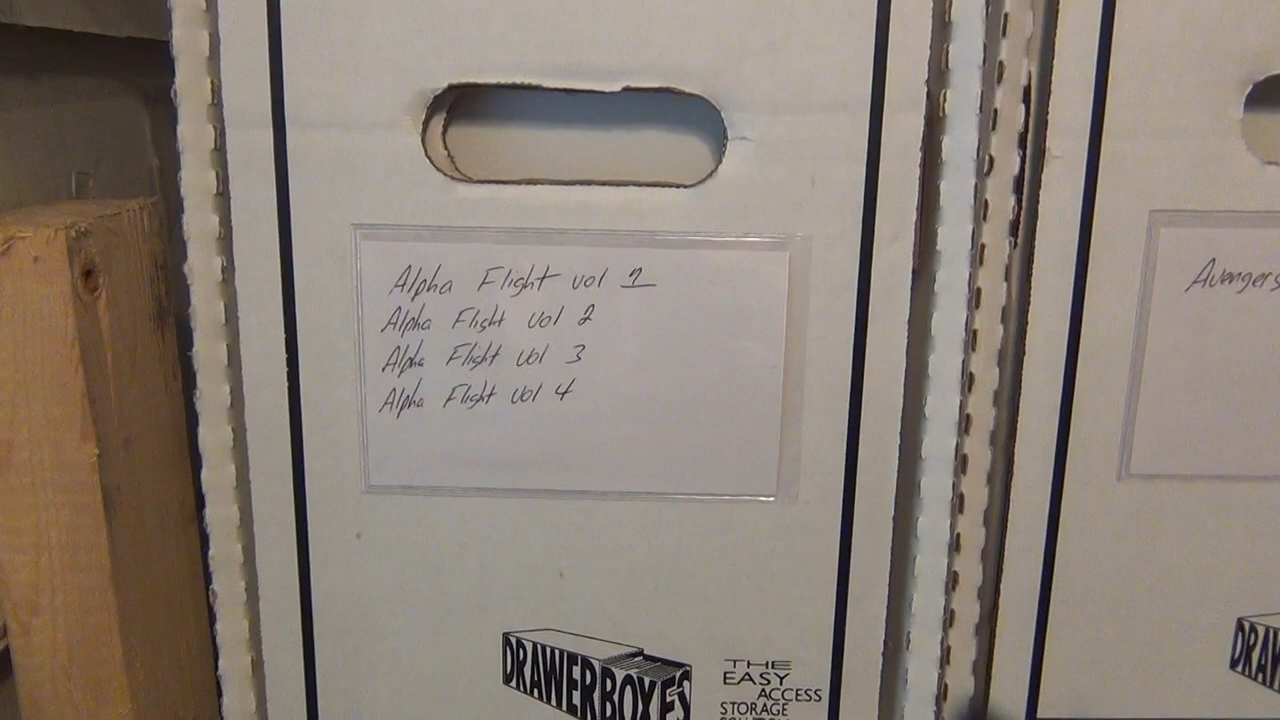 Alpha Flight vol 1
Alpha Flight vol 2
Alpha Flight vol 3
Alpha Flight vol 4
Avengers
DRAWERBOXES
THE
EASY
ACCESS
STORAGE